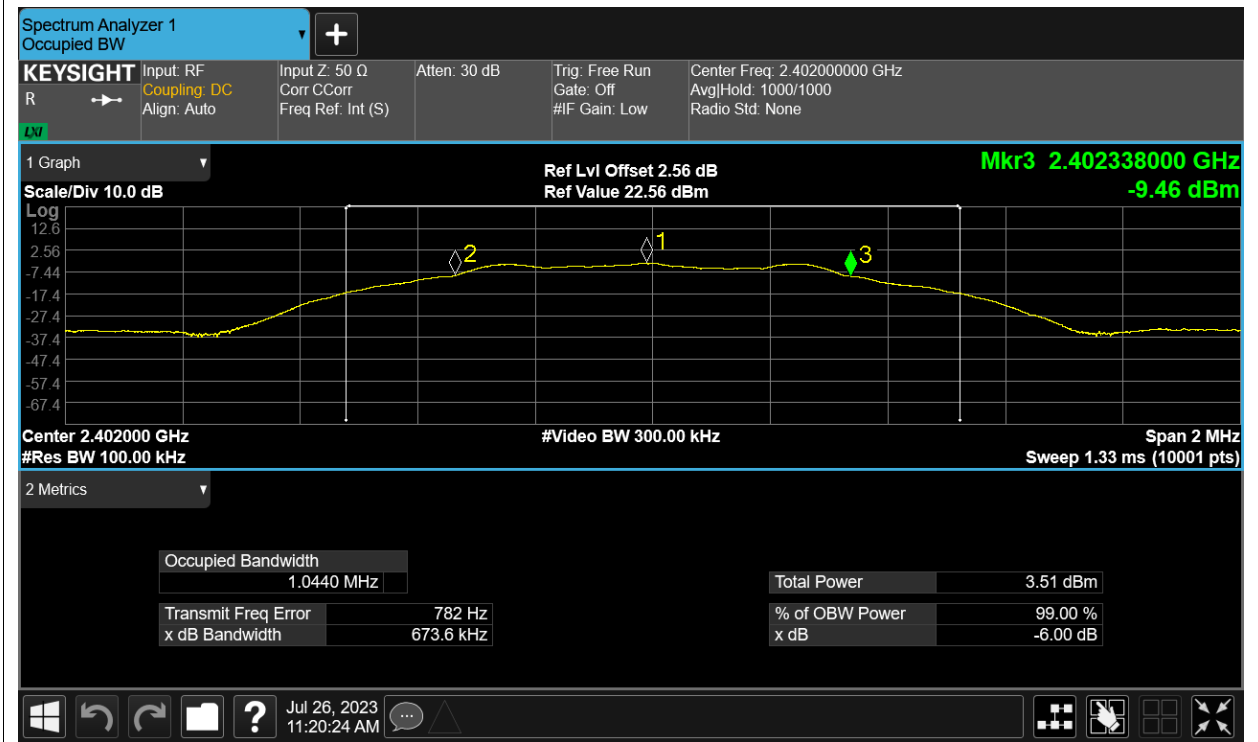 Spectrum Analyzer 1
Occupied BW
KEYSIGHT
R
LXI
Input: RF
Coupling: DC
Align: Auto
Input Z: 50 Ω
Corr CCorr
Freq Ref: Int (S)
Atten: 30 dB
Trig: Free Run
Gate: Off
#IF Gain: Low
Center Freq: 2.402000000 GHz
Avg|Hold: 1000/1000
Radio Std: None
1 Graph
Scale/Div 10.0 dB
Ref Lvl Offset 2.56 dB
Ref Value 22.56 dBm
Mkr3 2.402338000 GHz
-9.46 dBm
Log
12.6
2.56
-7.44
-17.4
-27.4
-37.4
-47.4
-57.4
-67.4
2
1
3
Center 2.402000 GHz
#Video BW 300.00 kHz
Span 2 MHz
#Res BW 100.00 kHz
Sweep 1.33 ms (10001 pts)
2 Metrics
Occupied Bandwidth
1.0440 MHz
Total Power 3.51 dBm
Transmit Freq Error 782 Hz
% of OBW Power 99.00 %
x dB Bandwidth 673.6 kHz
x dB -6.00 dB
?
Jul 26, 2023
11:20:24 AM